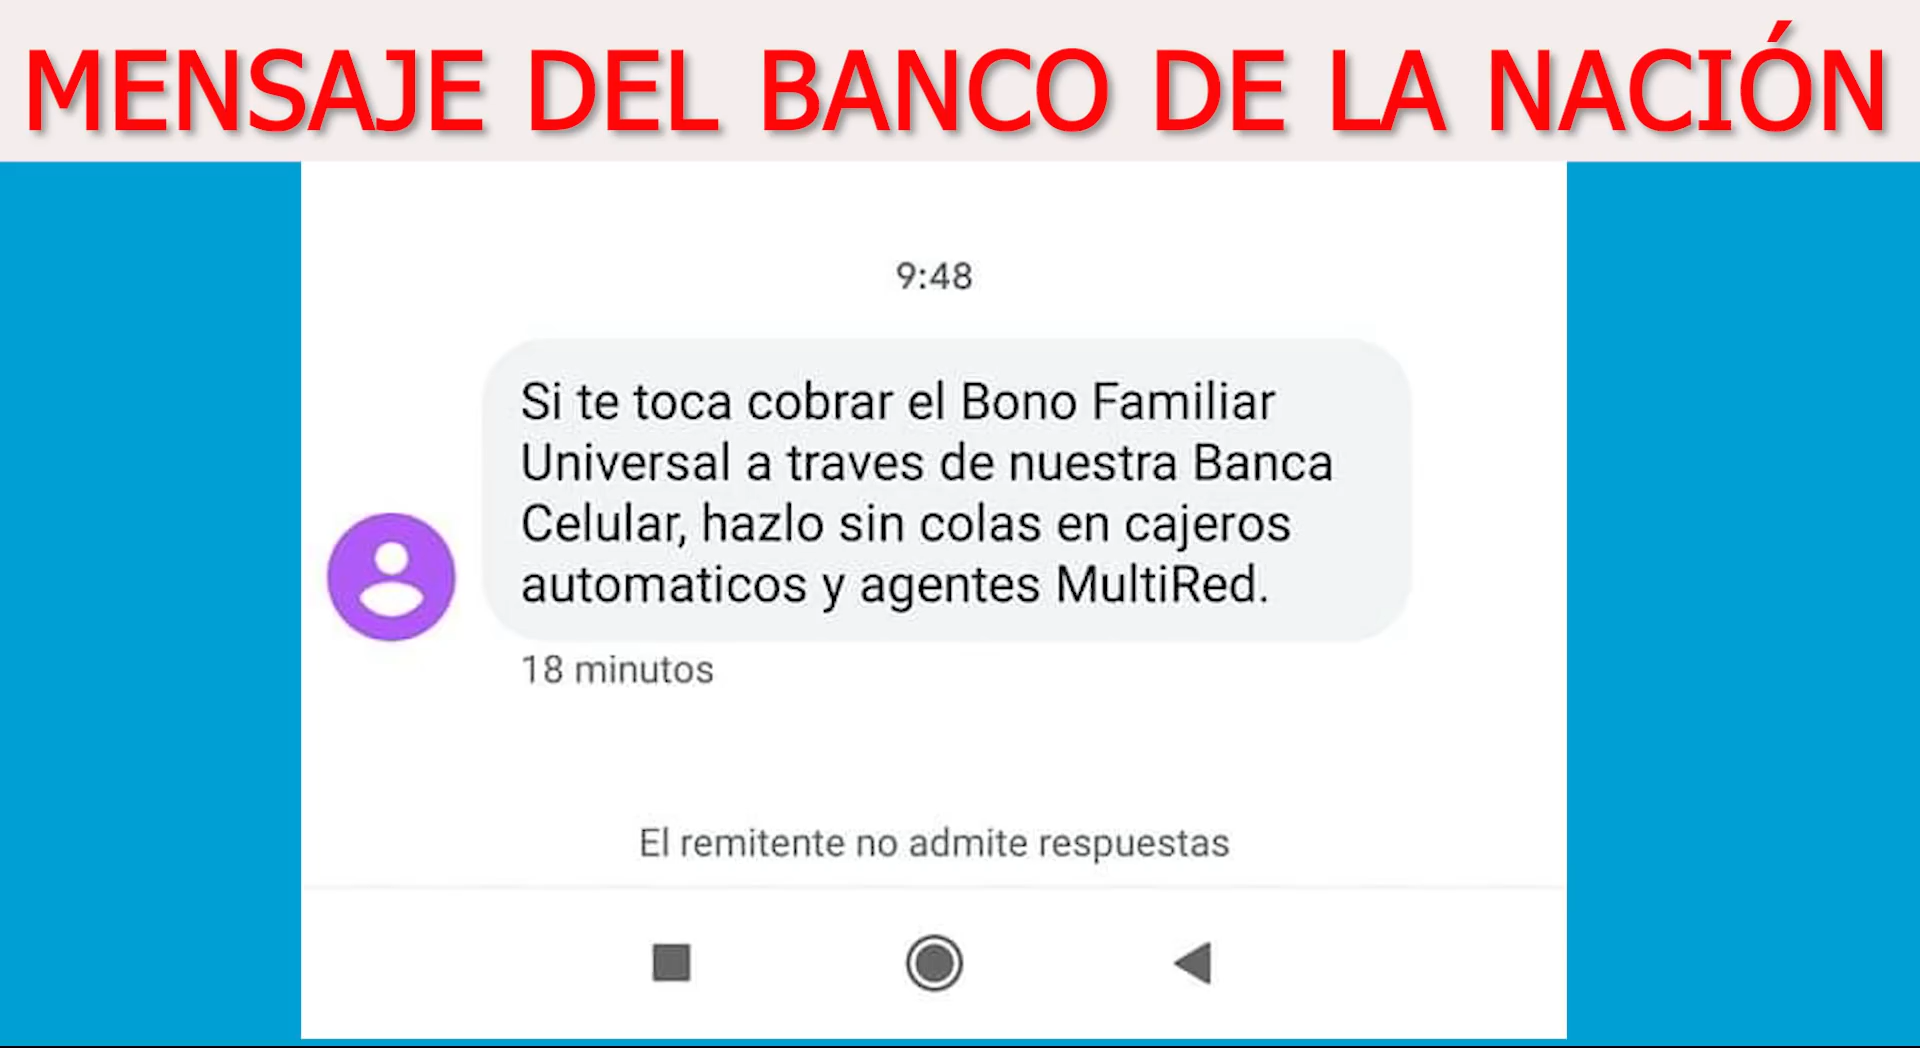 MENSAJE DEL BANCO DE LA NACIÓN
9:48
Si te toca cobrar el Bono Familiar
Universal a traves de nuestra Banca
Celular, hazlo sin colas en cajeros
automaticos y agentes MultiRed.
18 minutos
El remitente no admite respuestas